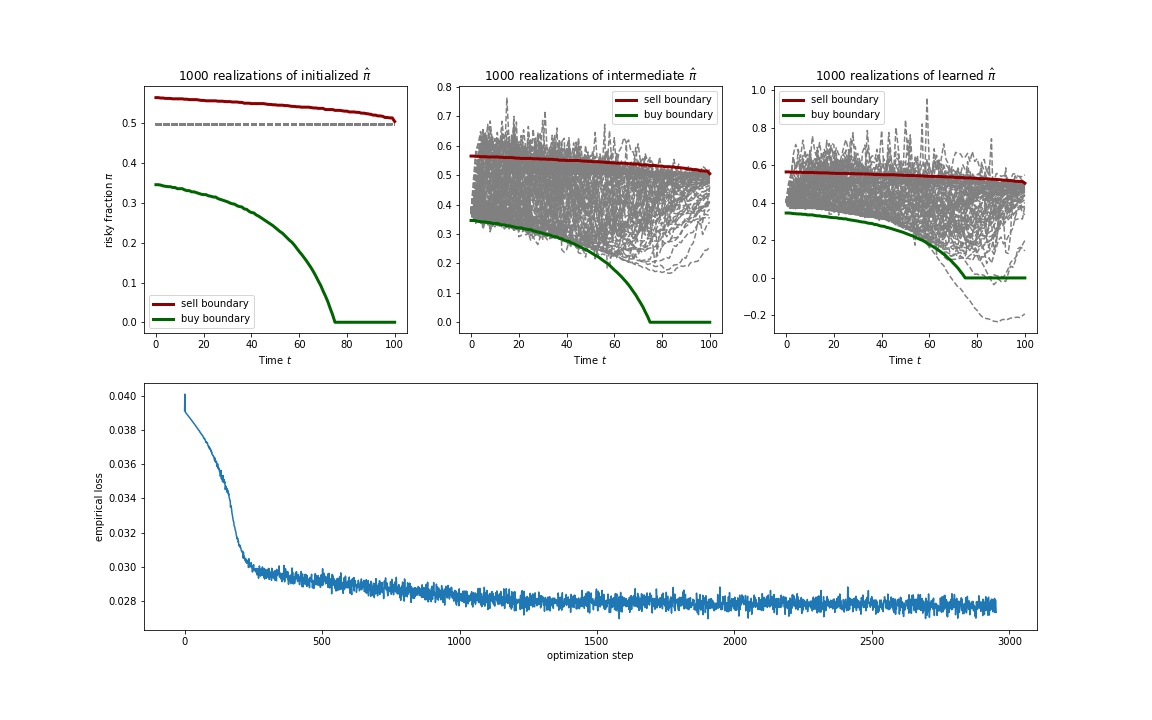 1000 realizations of initialized π̂
0.5
0.4
0.3
0.2
0.1
0.0
risky fraction π
sell boundary
buy boundary
0 20 40 60 80 100
Time t
1000 realizations of intermediate π̂
0.8
0.7
0.6
0.5
0.4
0.3
0.2
0.1
0.0
sell boundary
buy boundary
0 20 40 60 80 100
Time t
1000 realizations of learned π̂
1.0
0.8
0.6
0.4
0.2
0.0
−0.2
sell boundary
buy boundary
0 20 40 60 80 100
Time t
0.040
0.038
0.036
0.034
0.032
0.030
0.028
empirical loss
0 500 1000 1500 2000 2500 3000
optimization step